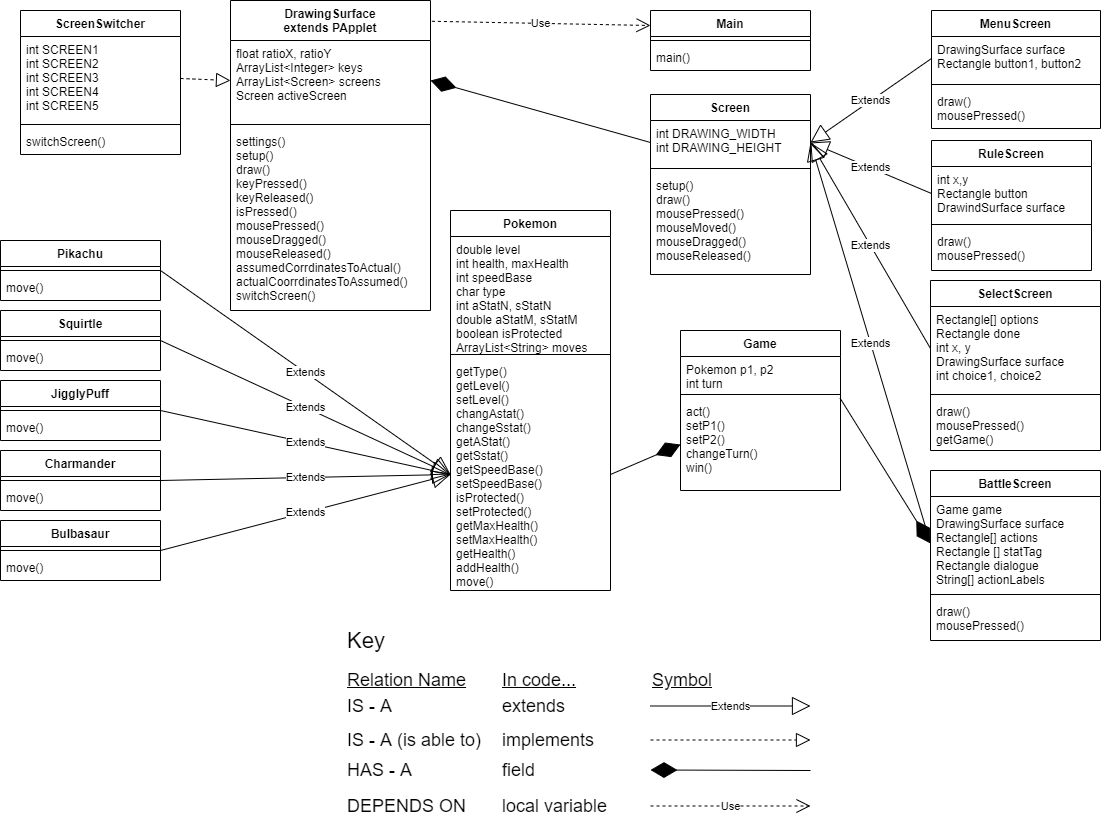 ScreenSwitcher
int SCREEN1
int SCREEN2
int SCREEN3
int SCREEN4
int SCREEN5
switchScreen()
DrawingSurface
extends PApplet
float ratioX, ratioY
ArrayList<Integer> keys
ArrayList<Screen> screens
Screen activeScreen
settings()
setup()
draw()
keyPressed()
keyReleased()
isPressed()
mousePressed()
mouseDragged()
mouseReleased()
assumedCorrdinatesToActual()
actualCoorrdinatesToAssumed()
switchScreen()
Use
Main
main()
Screen
int DRAWING_WIDTH
int DRAWING_HEIGHT
setup()
draw()
mousePressed()
mouseMoved()
mouseDragged()
mouseReleased()
MenuScreen
DrawingSurface surface
Rectangle button1, button2
draw()
mousePressed()
Extends
RuleScreen
int x,y
Rectangle button
DrawindSurface surface
draw()
mousePressed()
Extends
SelectScreen
Rectangle[] options
Rectangle done
int x, y
DrawingSurface surface
int choice1, choice2
draw()
mousePressed()
getGame()
Extends
BattleScreen
Game game
DrawingSurface surface
Rectangle[] actions
Rectangle [] statTag
Rectangle dialogue
String[] actionLabels
draw()
mousePressed()
Extends
Pikachu
move()
Squirtle
move()
JigglyPuff
move()
Charmander
move()
Bulbasaur
move()
Extends
Extends
Extends
Extends
Extends
Pokemon
double level
int health, maxHealth
int speedBase
char type
int aStatN, sStatN
double aStatM, sStatM
boolean isProtected
ArrayList<String> moves
getType()
getLevel()
setLevel()
changAstat()
changeSstat()
getAStat()
getSstat()
getSpeedBase()
setSpeedBase()
isProtected()
setProtected()
getMaxHealth()
setMaxHealth()
getHealth()
addHealth()
move()
Game
Pokemon p1, p2
int turn
act()
setP1()
setP2()
changeTurn()
win()
Key
Relation Name In code... Symbol
IS - A extends Extends
IS - A (is able to) implements
HAS - A field
DEPENDS ON local variable Use